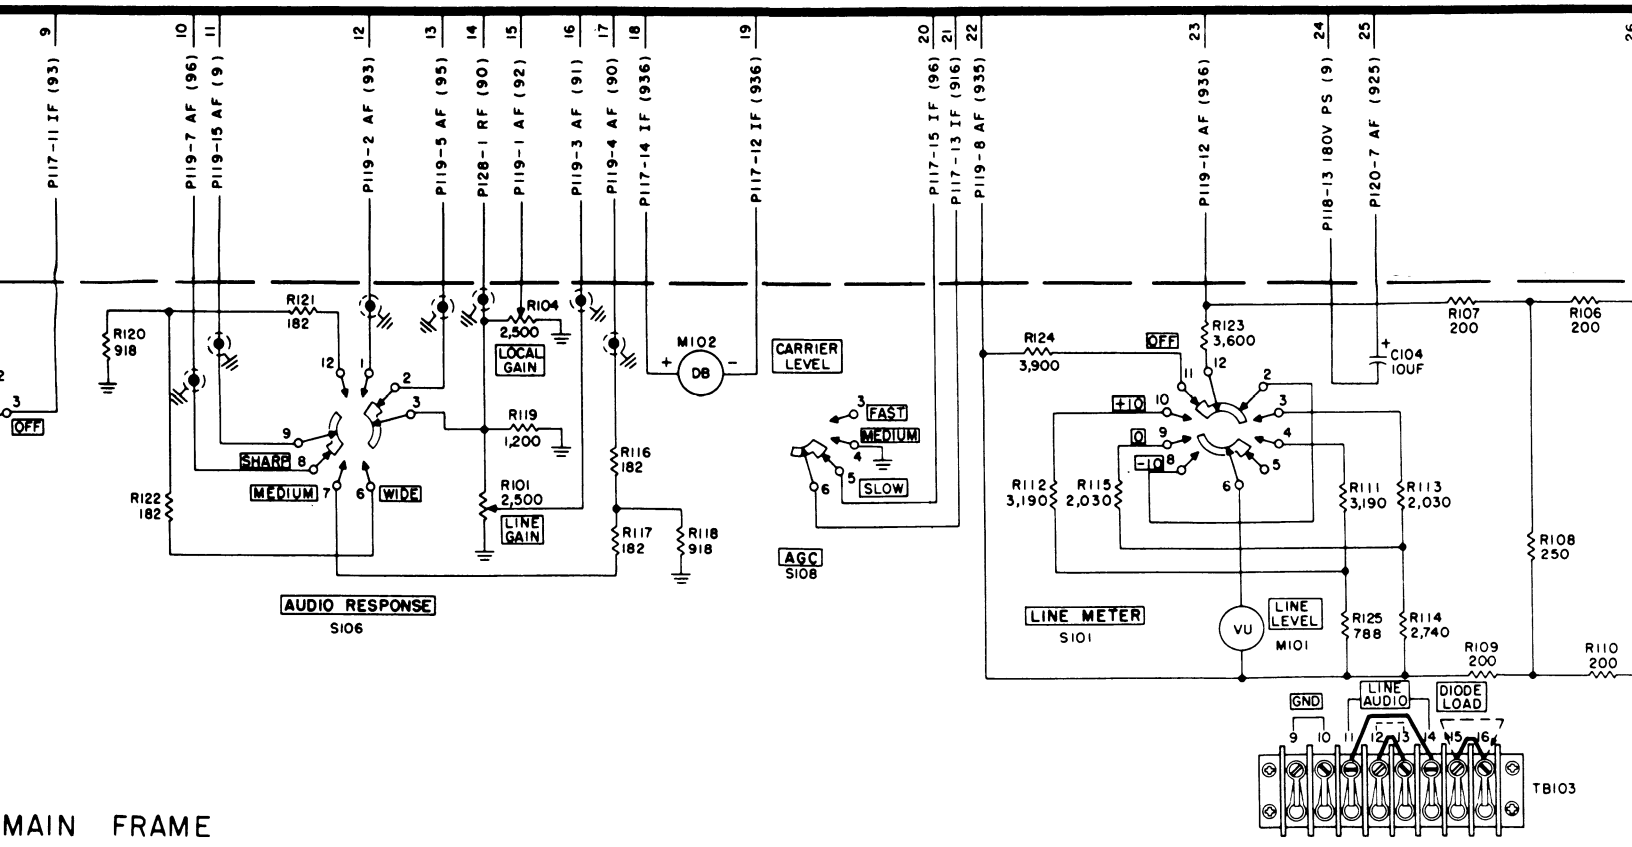 9
10
11
12
13
14
15
16
17
18
19
20
21
22
23
24
25
P117-11 IF (93)
P119-7 AF (96)
P119-15 AF (9)
P119-2 AF (93)
P119-5 AF (95)
P128-1 RF (90)
P119-1 AF (92)
P119-3 AF (91)
P119-4 AF (90)
P117-14 IF (936)
P117-12 IF (936)
P117-15 IF (96)
P117-13 IF (916)
P119-8 AF (935)
P119-12 AF (936)
P118-13 180V PS (9)
P120-7 AF (925)
R120
918
R121
182
12
1
2
3
9
8
7
6
SHARP
MEDIUM
WIDE
R122
182
AUDIO RESPONSE
S106
3
OFF
R104
2,500
LOCAL
GAIN
R119
1,200
R101
2,500
LINE
GAIN
R116
182
R117
182
R118
918
M102
+
DB
−
CARRIER
LEVEL
3
FAST
MEDIUM
4
5
SLOW
6
AGC
S108
R124
3,900
OFF
R123
3,600
12
11
2
+10
10
3
0
9
4
-10
8
5
6
R112
3,190
R115
2,030
R111
3,190
R113
2,030
R125
788
R114
2,740
LINE METER
S101
VU
LINE
LEVEL
M101
+
C104
10UF
R107
200
R106
200
R108
250
R109
200
R110
200
GND
LINE
AUDIO
DIODE
LOAD
9
10
11
12
13
14
15
16
TB103
MAIN FRAME